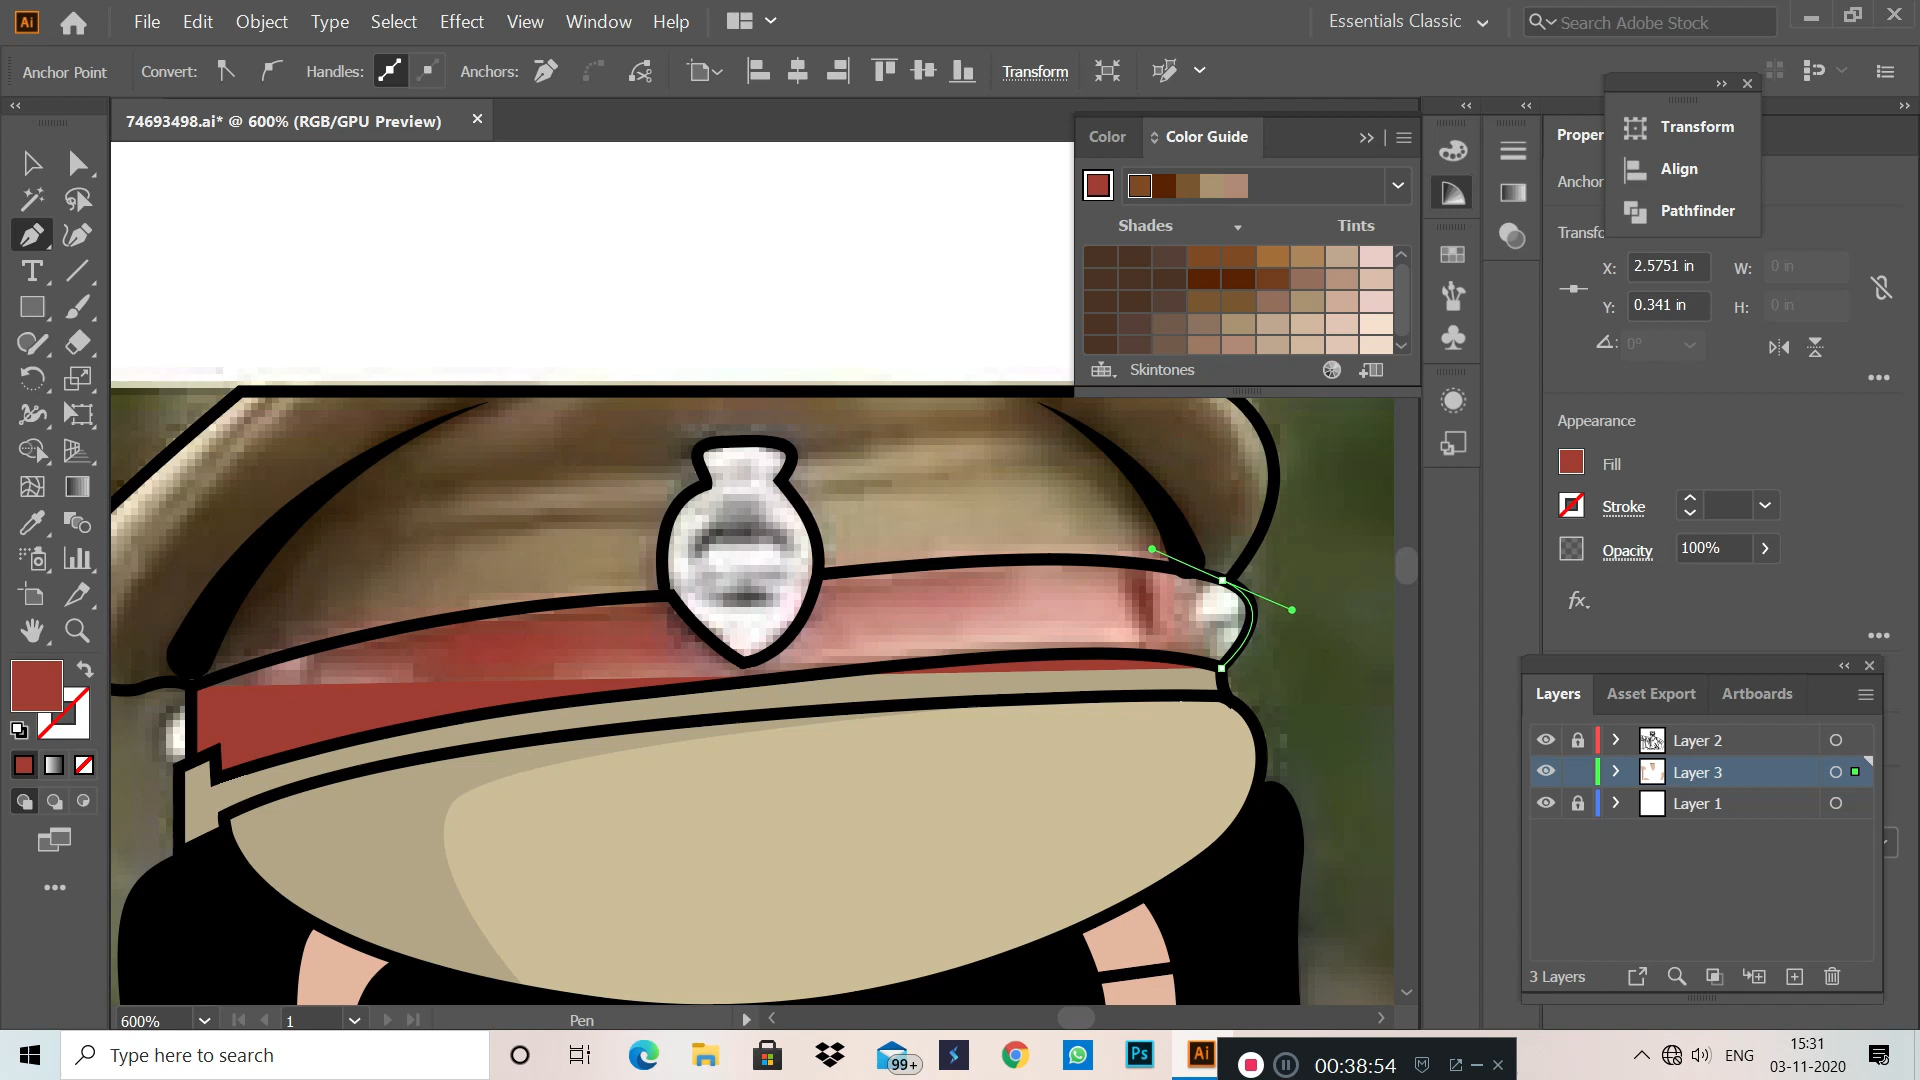 Ai File Edit Object Type Select Effect View Window Help Essentials Classic Search Adobe Stock
Anchor Point Convert: Handles: Anchors: Transform
74693498.ai* @ 600% (RGB/GPU Preview)
Color Color Guide
Shades Tints
Skintones
Proper
Anchor
Transfo
Transform
Align
Pathfinder
X: 2.5751 in W: 0 in
Y: 0.341 in H: 0 in
0°
Appearance
Fill
Stroke
Opacity 100%
fx.
Layers Asset Export Artboards
Layer 2
Layer 3
Layer 1
3 Layers
600% 1 Pen
Type here to search 99+ Ps Ai 00:38:54 ENG 15:31
03-11-2020